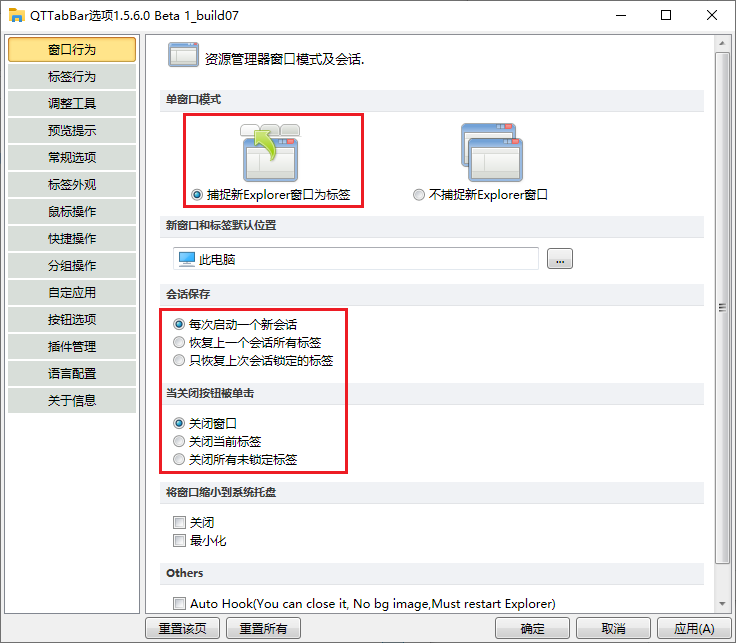 QTTabBar选项1.5.6.0 Beta 1_build07
窗口行为
标签行为
调整工具
预览提示
常规选项
标签外观
鼠标操作
快捷操作
分组操作
自定应用
按钮选项
插件管理
语言配置
关于信息
资源管理器窗口模式及会话.
单窗口模式
捕捉新Explorer窗口为标签
不捕捉新Explorer窗口
新窗口和标签默认位置
此电脑
...
会话保存
每次启动一个新会话
恢复上一个会话所有标签
只恢复上次会话锁定的标签
当关闭按钮被单击
关闭窗口
关闭当前标签
关闭所有未锁定标签
将窗口缩小到系统托盘
关闭
最小化
Others
Auto Hook(You can close it, No bg image,Must restart Explorer)
重置该页
重置所有
确定
取消
应用(A)